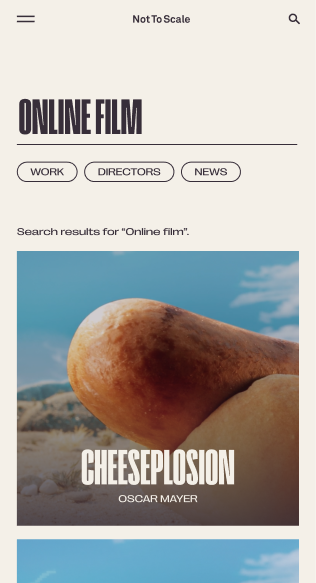 Not To Scale
ONLINE FILM
WORK
DIRECTORS
NEWS
Search results for “Online film”.
CHEESEPLOSION
OSCAR MAYER